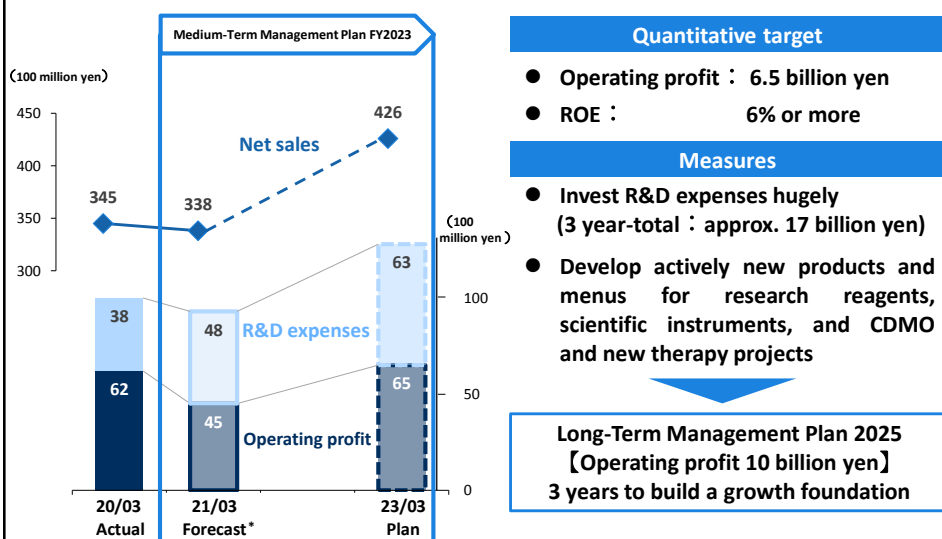 Medium-Term Management Plan FY2023
（100 million yen）
450
400
350
300
345
338
426
Net sales
（100
million yen）
100
50
0
38
62
48
45
63
65
R&D expenses
Operating profit
20/03
Actual
21/03
Forecast*
23/03
Plan
Quantitative target
● Operating profit： 6.5 billion yen
● ROE： 6% or more
Measures
● Invest R&D expenses hugely
(3 year-total：approx. 17 billion yen)
● Develop actively new products and
menus for research reagents,
scientific instruments, and CDMO
and new therapy projects
Long-Term Management Plan 2025
【Operating profit 10 billion yen】
3 years to build a growth foundation